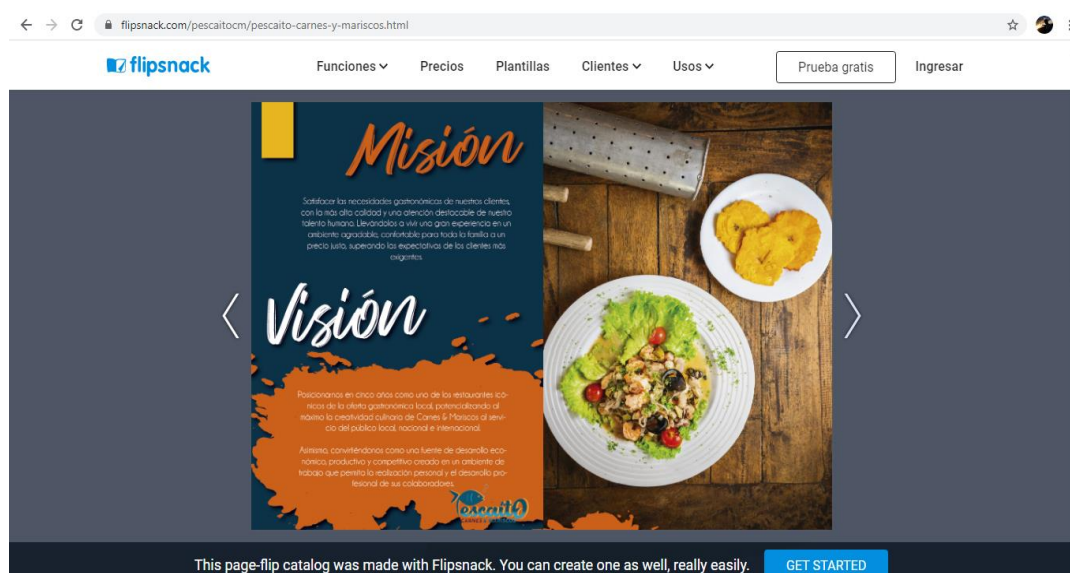 flipsnack.com/pescaitocm/pescaito-carnes-y-mariscos.html
flipsnack
Funciones
Precios
Plantillas
Clientes
Usos
Prueba gratis
Ingresar
Misión
Satisfacer las necesidades gastronómicas de nuestros clientes,
con la más alta calidad y una atención destacable de nuestro
talento humano. Llevándolos a vivir una gran experiencia en un
ambiente agradable, confortable para toda la familia a un
precio justo, superando las expectativas de los clientes más
exigentes.
Visión
Posicionarnos en cinco años como uno de los restaurantes icó-
nicos de la oferta gastronómica local, potencializando al
máximo la creatividad culinaria de Carnes & Mariscos al servi-
cio del público local, nacional e internacional.
Asimismo, convirtiéndonos como una fuente de desarrollo eco-
nómico, productivo y competitivo creado en un ambiente de
trabajo que permita la realización personal y el desarrollo pro-
fesional de sus colaboradores.
Pescaito
CARNES & MARISCOS
This page-flip catalog was made with Flipsnack. You can create one as well, really easily.
GET STARTED